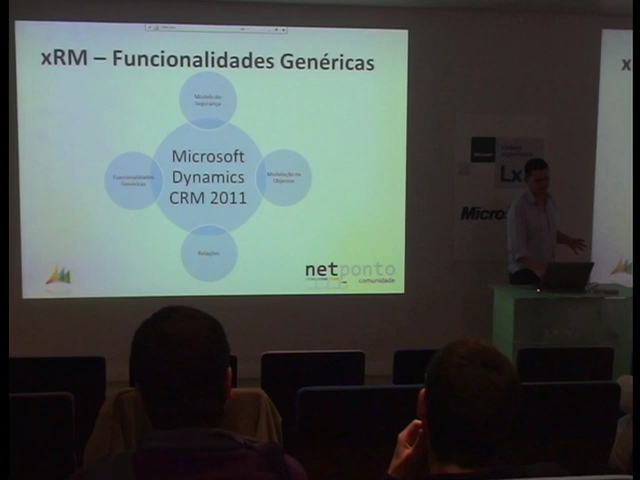 xRM – Funcionalidades Genéricas
Modelo de
Segurança
Microsoft
Dynamics
CRM 2011
Funcionalidades
Genéricas
Modelação de
Objectos
Relações
netponto
comunidade
Microsoft
Lx
Micros
x